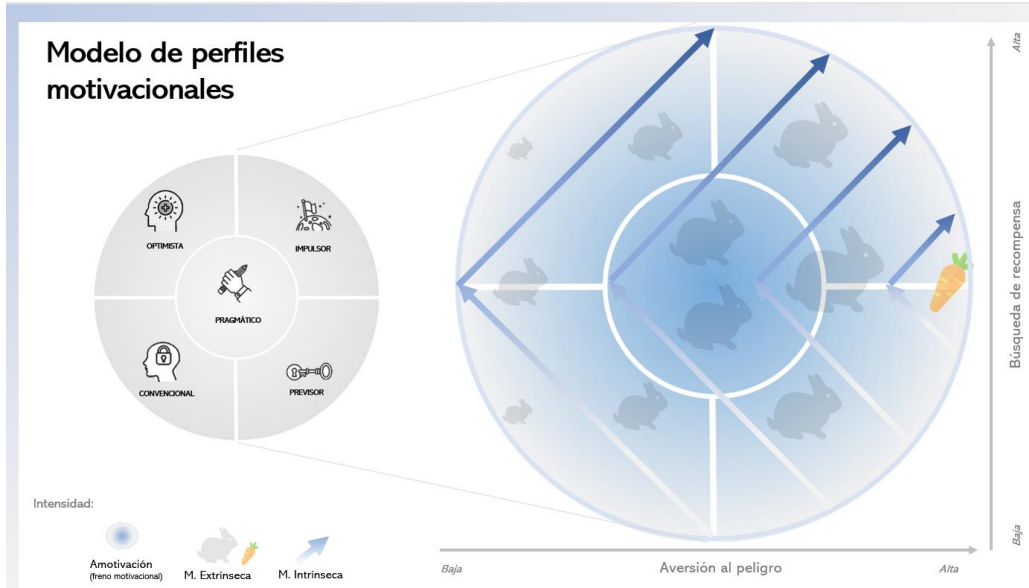 Modelo de perfiles
motivacionales
OPTIMISTA
IMPULSOR
PRAGMÁTICO
CONVENCIONAL
PREVISOR
Alta
Búsqueda de recompensa
Baja
Baja
Aversión al peligro
Alta
Intensidad:
Amotivación
(freno motivacional)
M. Extrínseca
M. Intrínseca